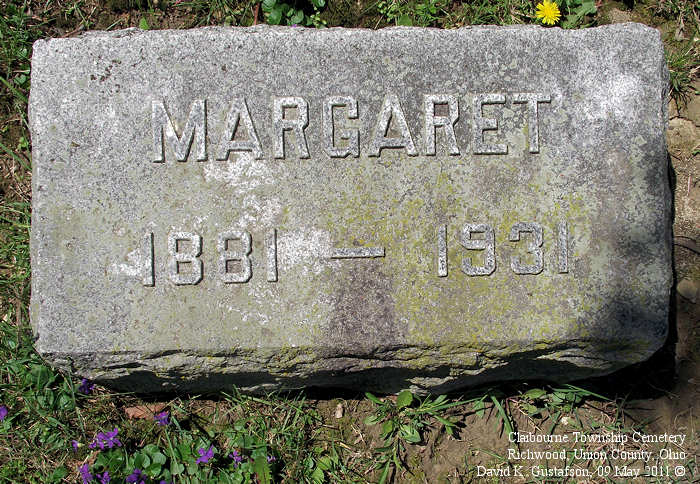 MARGARET
1881 — 1931
Claibourne Township Cemetery
Richwood, Union County, Ohio
David K. Gustafson, 09 May 2011 ©